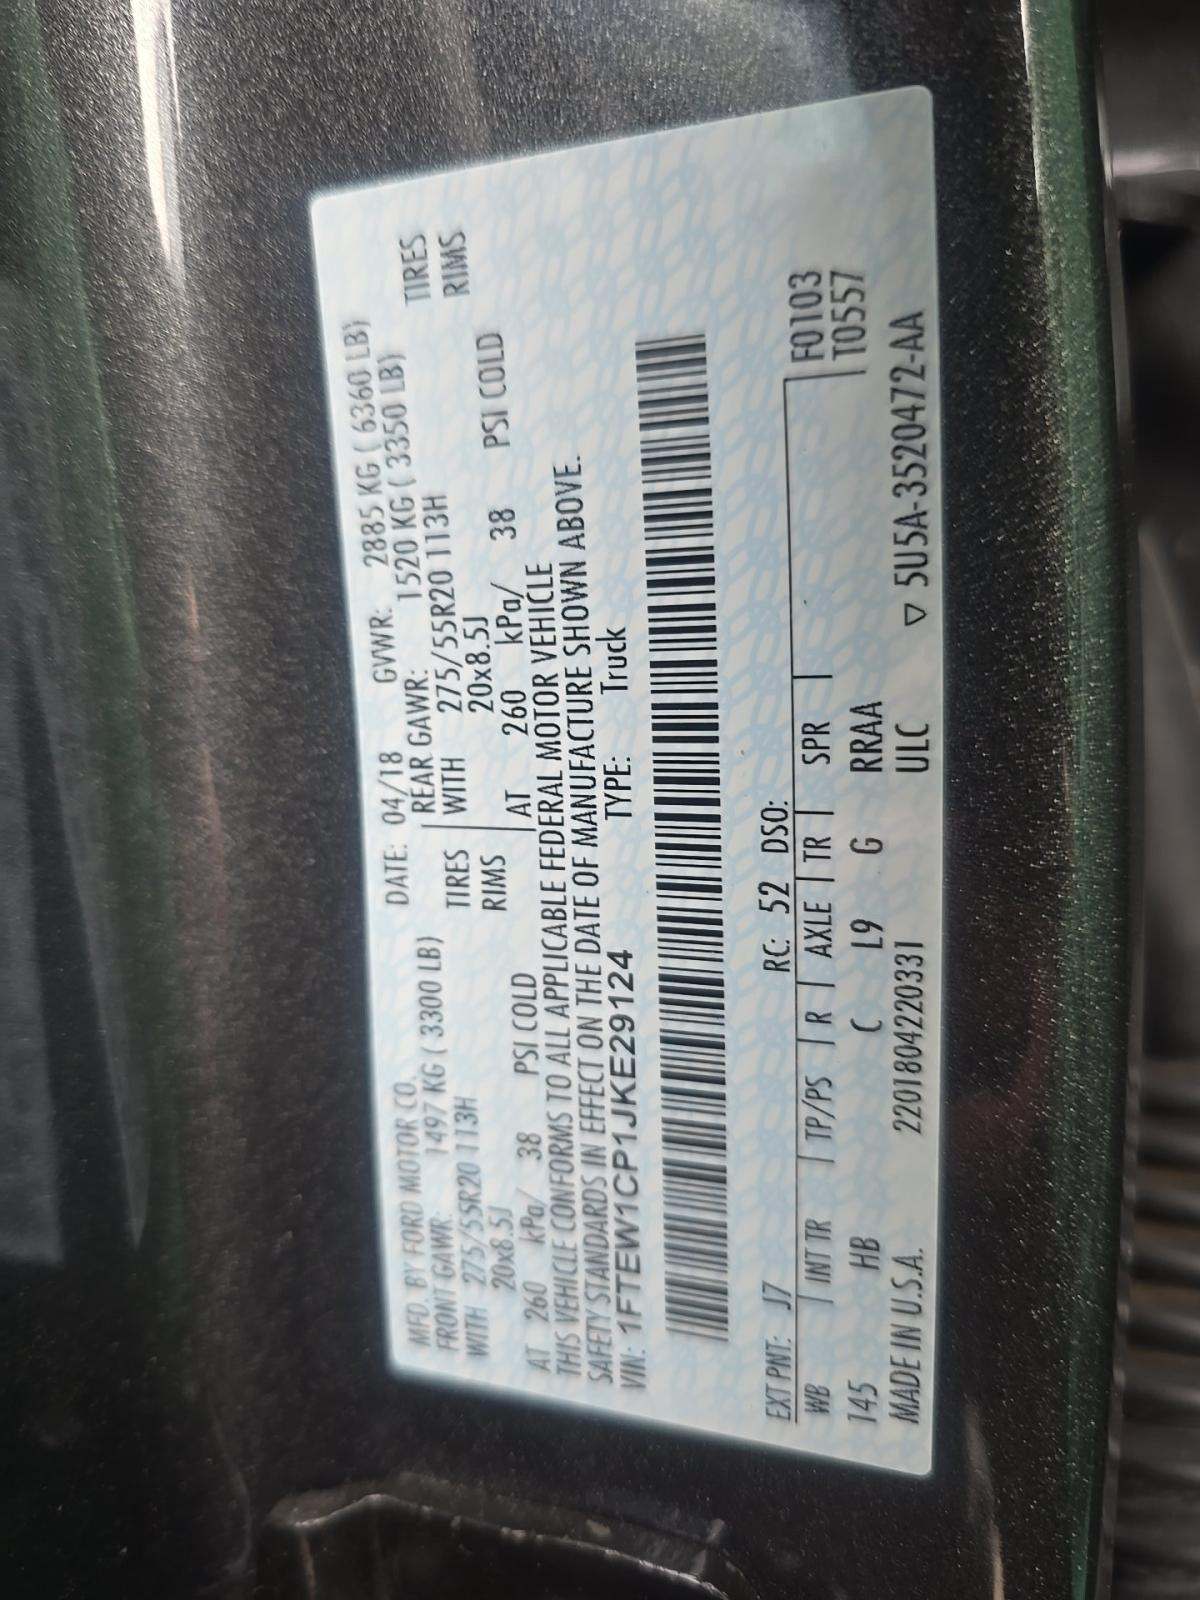 MFD. BY FORD MOTOR CO. DATE: 04/18 GVWR: 2885 KG ( 6360 LB)
FRONT GAWR: 1497 KG ( 3300 LB) REAR GAWR: 1520 KG ( 3350 LB)
WITH 275/55R20 113H TIRES WITH 275/55R20 113H TIRES
20x8.5J RIMS 20x8.5J RIMS
AT 260 kPa/ 38 PSI COLD AT 260 kPa/ 38 PSI COLD
THIS VEHICLE CONFORMS TO ALL APPLICABLE FEDERAL MOTOR VEHICLE
SAFETY STANDARDS IN EFFECT ON THE DATE OF MANUFACTURE SHOWN ABOVE.
VIN: 1FTEW1CP1JKE29124 TYPE: Truck
EXT PNT: J7 RC: 52 DSO:
WB INT TR TP/PS R AXLE TR SPR F0103
145 HB C L9 G RRAA T0557
MADE IN U.S.A. 220180420331 ULC ▽ 5U5A-3520472-AA